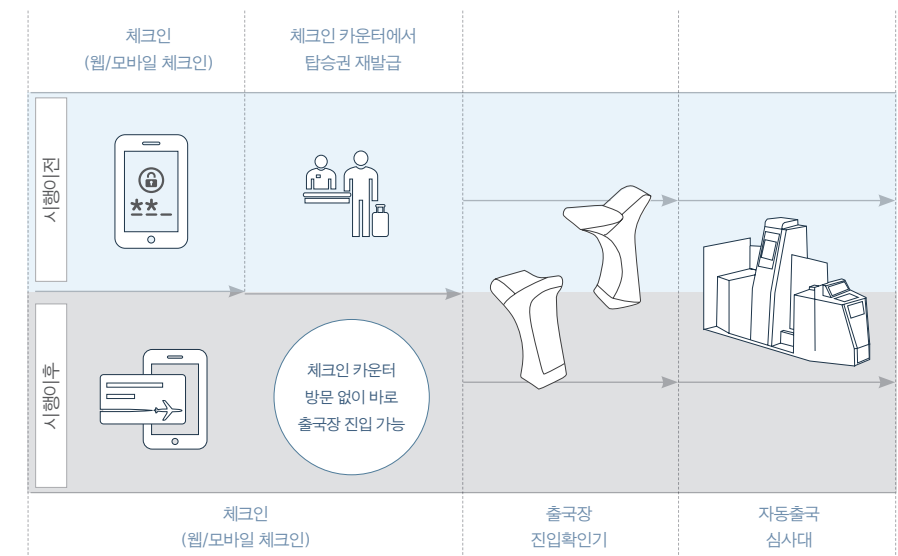 체크인
(웹/모바일 체크인)
체크인 카운터에서
탑승권 재발급
시행이전
시행이후
체크인 카운터
방문 없이 바로
출국장 진입 가능
체크인
(웹/모바일 체크인)
출국장
진입확인기
자동출국
심사대